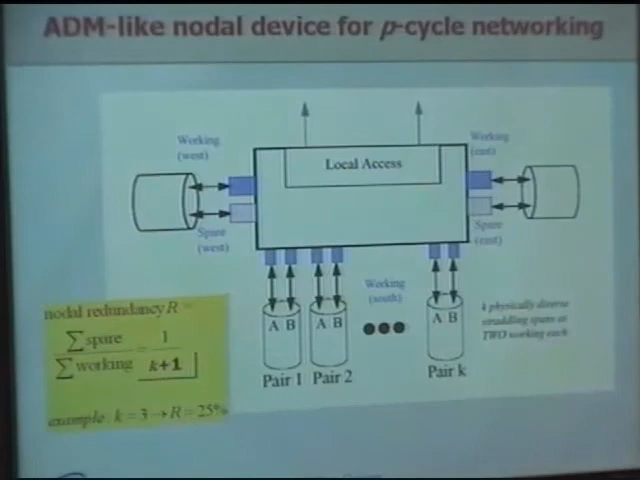 ADM-like nodal device for p-cycle networking
Working
(west)
Working
(east)
Local Access
Spare
(west)
Spare
(east)
Working
(south)
A B
A B
A B
Pair 1
Pair 2
Pair k
k physically diverse
straddling spans at
TWO working each.
nodal redundancy R =
∑spare
∑working
=
1
k+1
example: k = 3 → R = 25%